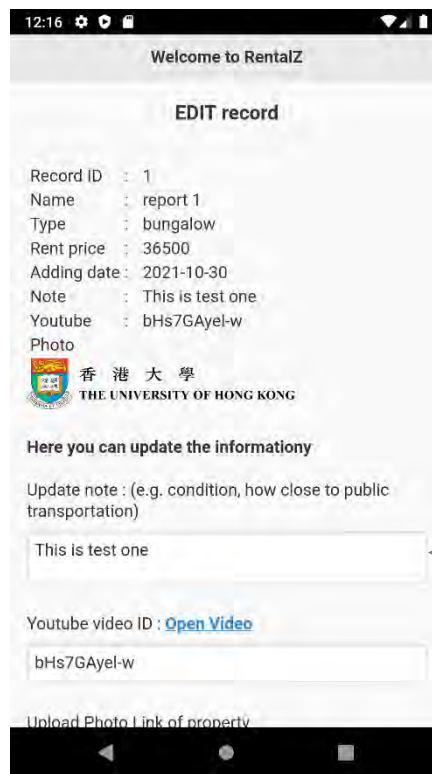 12:16
Welcome to RentalZ
EDIT record
Record ID : 1
Name : report 1
Type : bungalow
Rent price : 36500
Adding date : 2021-10-30
Note : This is test one
Youtube : bHs7GAyel-w
Photo
香 港 大 學
THE UNIVERSITY OF HONG KONG
Here you can update the informationy
Update note : (e.g. condition, how close to public
transportation)
This is test one
Youtube video ID : Open Video
bHs7GAyel-w
Upload Photo Link of property